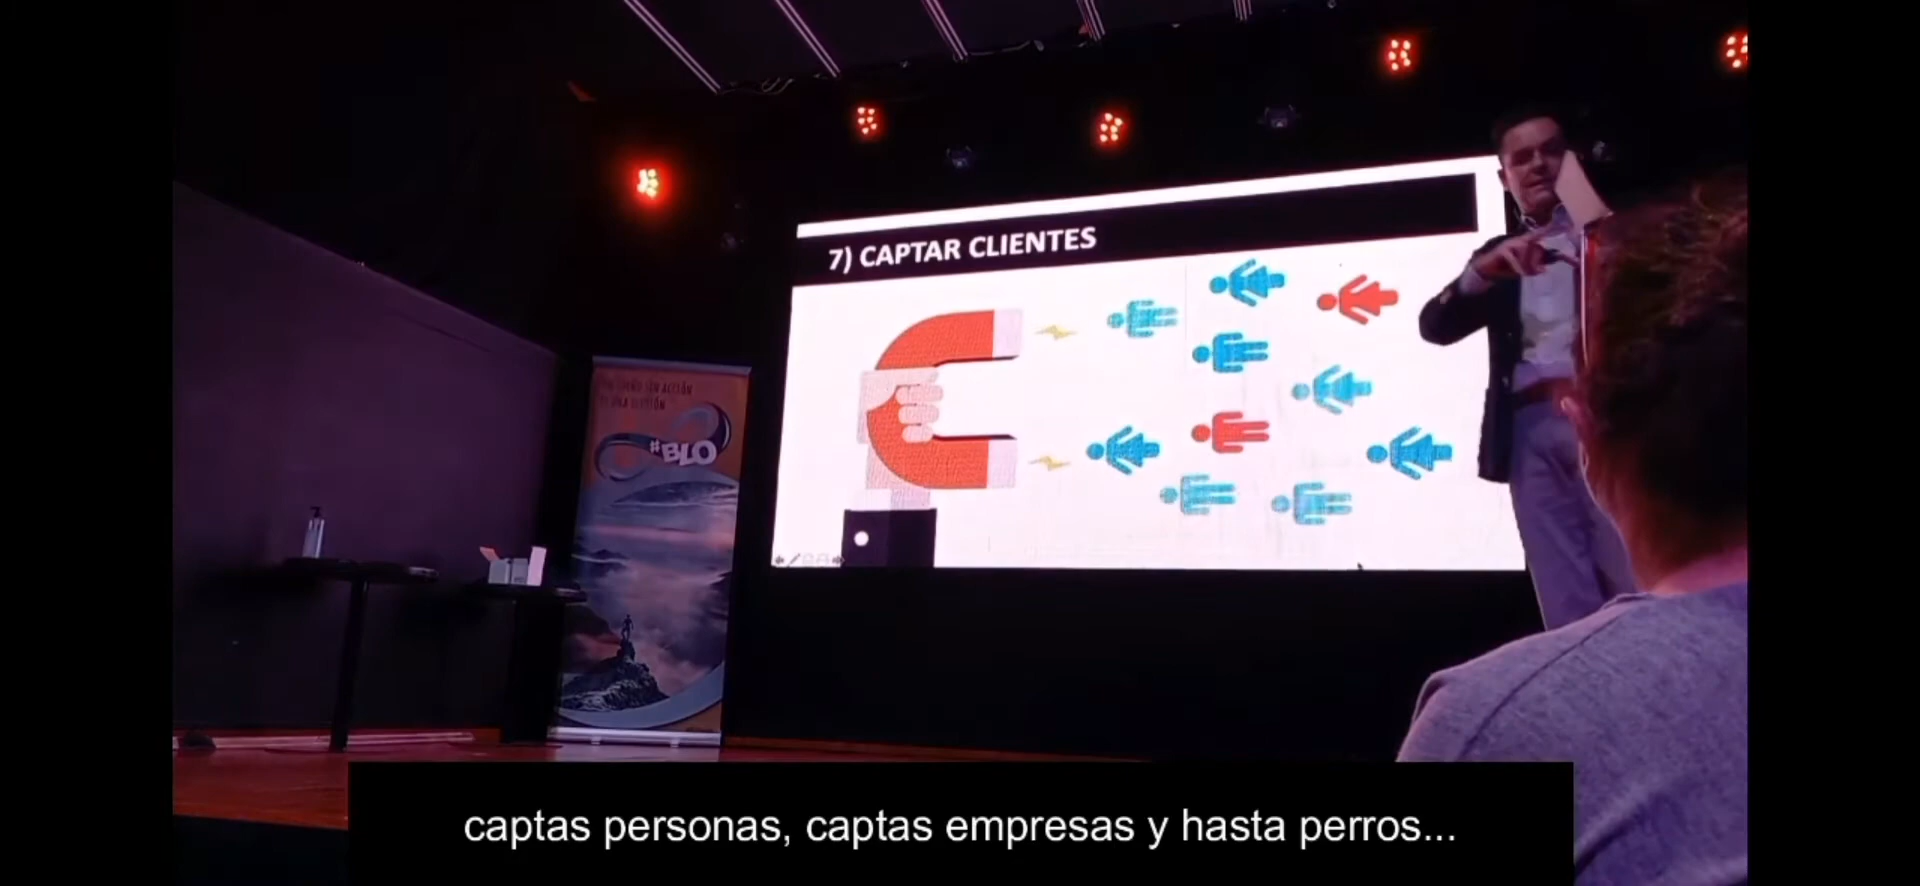 7) CAPTAR CLIENTES
#BLO
captas personas, captas empresas y hasta perros...